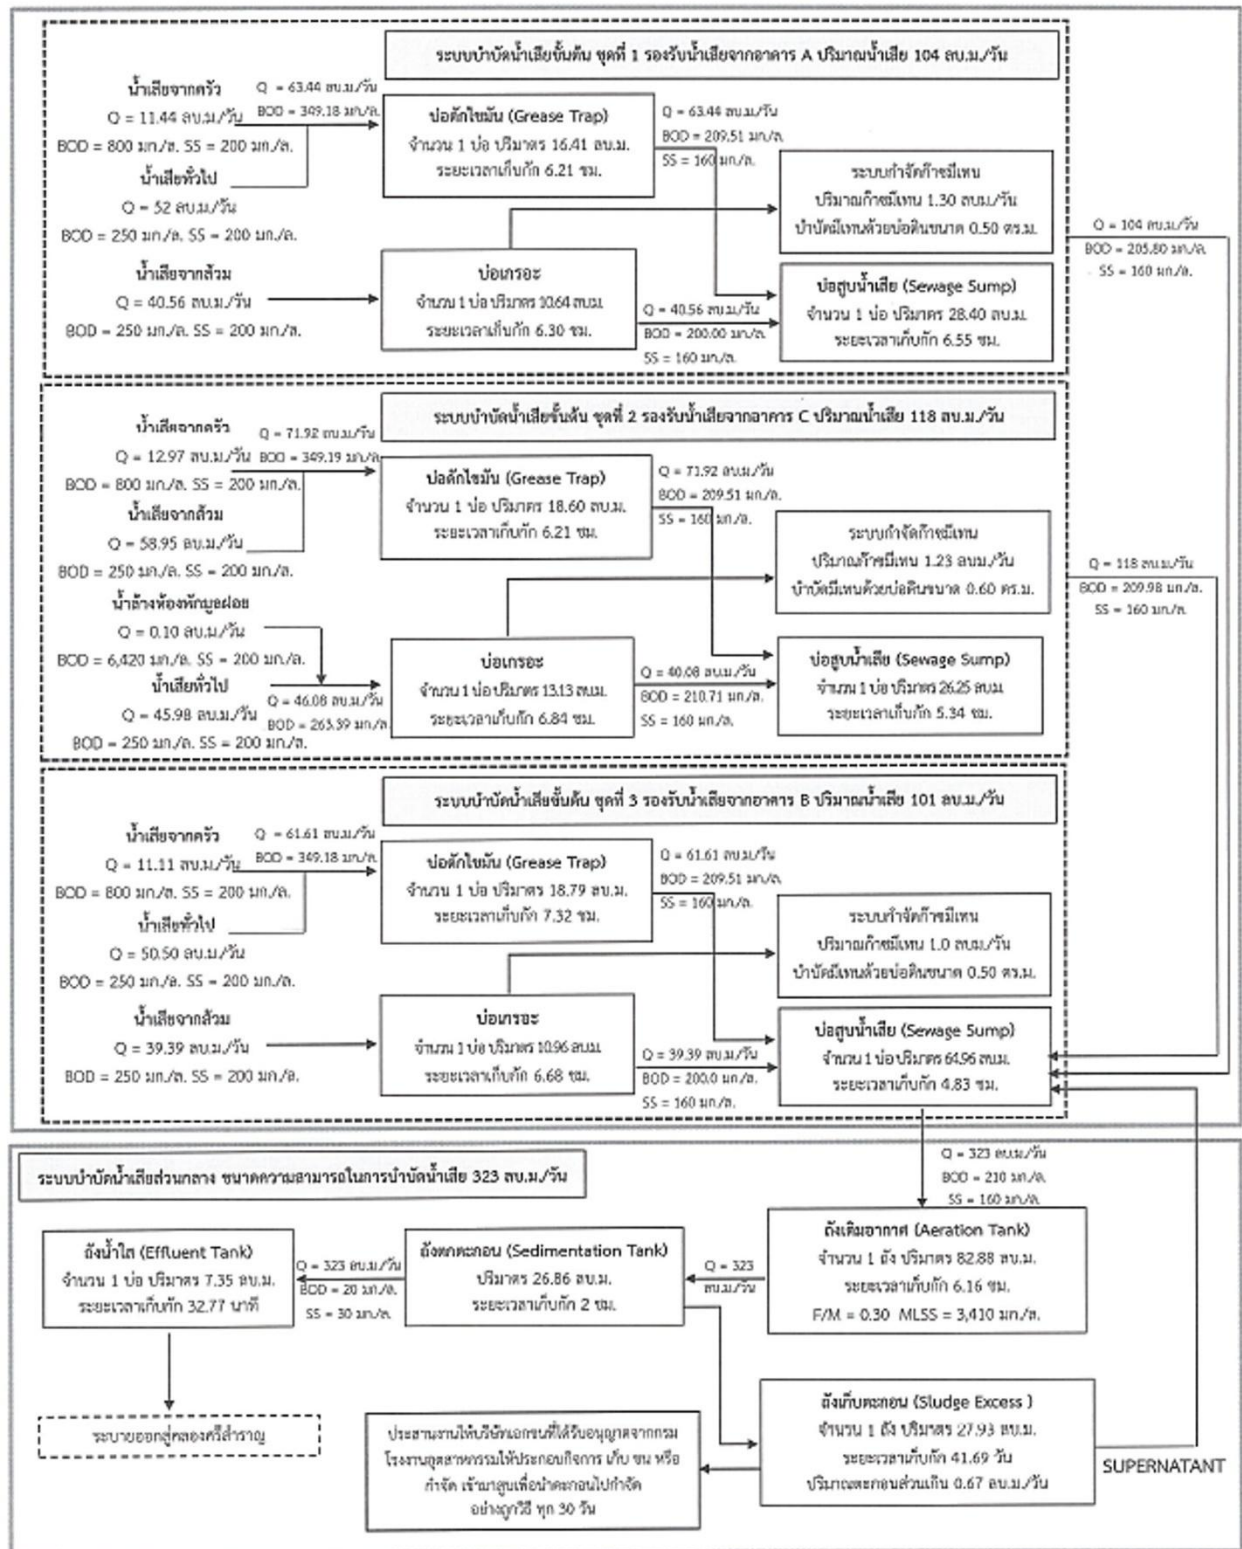 ระบบบำบัดน้ำเสียขั้นต้น ชุดที่ 1 รองรับน้ำเสียจากอาคาร A ปริมาณน้ำเสีย 104 ลบ.ม./วัน
น้ำเสียจากครัว
Q = 11.44 ลบ.ม./วัน
BOD = 800 มก./ล. SS = 200 มก./ล.
น้ำเสียทั่วไป
Q = 52 ลบ.ม./วัน
BOD = 250 มก./ล. SS = 200 มก./ล.
Q = 63.44 ลบ.ม./วัน
BOD = 349.18 มก./ล.
บ่อดักไขมัน (Grease Trap)
จำนวน 1 บ่อ ปริมาตร 16.41 ลบ.ม.
ระยะเวลาเก็บกัก 6.21 ชม.
Q = 63.44 ลบ.ม./วัน
BOD = 209.51 มก./ล.
SS = 160 มก./ล.
ระบบกำจัดก๊าซมีเทน
ปริมาณก๊าซมีเทน 1.30 ลบม./วัน
บำบัดมีเทนด้วยบ่อดินขนาด 0.50 ตร.ม.
น้ำเสียจากส้วม
Q = 40.56 ลบ.ม./วัน
BOD = 250 มก./ล. SS = 200 มก./ล.
บ่อเกรอะ
จำนวน 1 บ่อ ปริมาตร 10.64 ลบม.
ระยะเวลาเก็บกัก 6.30 ชม.
Q = 40.56 ลบ.ม./วัน
BOD = 200.00 มก./ล.
SS = 160 มก./ล.
บ่อสูบน้ำเสีย (Sewage Sump)
จำนวน 1 บ่อ ปริมาตร 28.40 ลบ.ม.
ระยะเวลาเก็บกัก 6.55 ชม.
Q = 104 ลบ.ม./วัน
BOD = 205.80 มก./ล.
SS = 160 มก./ล.
ระบบบำบัดน้ำเสียขั้นต้น ชุดที่ 2 รองรับน้ำเสียจากอาคาร C ปริมาณน้ำเสีย 118 ลบ.ม./วัน
น้ำเสียจากครัว
Q = 12.97 ลบ.ม./วัน
BOD = 800 มก./ล. SS = 200 มก./ล.
น้ำเสียจากส้วม
Q = 58.95 ลบ.ม./วัน
BOD = 250 มก./ล. SS = 200 มก./ล.
Q = 71.92 ลบ.ม./วัน
BOD = 349.19 มก./ล.
บ่อดักไขมัน (Grease Trap)
จำนวน 1 บ่อ ปริมาตร 18.60 ลบ.ม.
ระยะเวลาเก็บกัก 6.21 ชม.
Q = 71.92 ลบ.ม./วัน
BOD = 209.51 มก./ล.
SS = 160 มก./ล.
ระบบกำจัดก๊าซมีเทน
ปริมาณก๊าซมีเทน 1.23 ลบม./วัน
บำบัดมีเทนด้วยบ่อดินขนาด 0.60 ตร.ม.
น้ำล้างห้องพักมูลฝอย
Q = 0.10 ลบ.ม./วัน
BOD = 6,420 มก./ล. SS = 200 มก./ล.
น้ำเสียทั่วไป
Q = 45.98 ลบ.ม./วัน
BOD = 250 มก./ล. SS = 200 มก./ล.
Q = 46.08 ลบ.ม./วัน
BOD = 263.39 มก./ล.
บ่อเกรอะ
จำนวน 1 บ่อ ปริมาตร 13.13 ลบม.
ระยะเวลาเก็บกัก 6.84 ชม.
Q = 40.08 ลบ.ม./วัน
BOD = 210.71 มก./ล.
SS = 160 มก./ล.
บ่อสูบน้ำเสีย (Sewage Sump)
จำนวน 1 บ่อ ปริมาตร 26.25 ลบ.ม.
ระยะเวลาเก็บกัก 5.34 ชม.
Q = 118 ลบ.ม./วัน
BOD = 209.98 มก./ล.
SS = 160 มก./ล.
ระบบบำบัดน้ำเสียขั้นต้น ชุดที่ 3 รองรับน้ำเสียจากอาคาร B ปริมาณน้ำเสีย 101 ลบ.ม./วัน
น้ำเสียจากครัว
Q = 11.11 ลบ.ม./วัน
BOD = 800 มก./ล. SS = 200 มก./ล.
น้ำเสียทั่วไป
Q = 50.50 ลบ.ม./วัน
BOD = 250 มก./ล. SS = 200 มก./ล.
Q = 61.61 ลบ.ม./วัน
BOD = 349.18 มก./ล.
บ่อดักไขมัน (Grease Trap)
จำนวน 1 บ่อ ปริมาตร 18.79 ลบ.ม.
ระยะเวลาเก็บกัก 7.32 ชม.
Q = 61.61 ลบ.ม./วัน
BOD = 209.51 มก./ล.
SS = 160 มก./ล.
ระบบกำจัดก๊าซมีเทน
ปริมาณก๊าซมีเทน 1.0 ลบม./วัน
บำบัดมีเทนด้วยบ่อดินขนาด 0.50 ตร.ม.
น้ำเสียจากส้วม
Q = 39.39 ลบ.ม./วัน
BOD = 250 มก./ล. SS = 200 มก./ล.
บ่อเกรอะ
จำนวน 1 บ่อ ปริมาตร 10.96 ลบม.
ระยะเวลาเก็บกัก 6.68 ชม.
Q = 39.39 ลบ.ม./วัน
BOD = 200.0 มก./ล.
SS = 160 มก./ล.
บ่อสูบน้ำเสีย (Sewage Sump)
จำนวน 1 บ่อ ปริมาตร 64.96 ลบม.
ระยะเวลาเก็บกัก 4.83 ชม.
ระบบบำบัดน้ำเสียส่วนกลาง ขนาดความสามารถในการบำบัดน้ำเสีย 323 ลบ.ม./วัน
Q = 323 ลบ.ม./วัน
BOD = 210 มก./ล.
SS = 160 มก./ล.
ถังน้ำใส (Effluent Tank)
จำนวน 1 บ่อ ปริมาตร 7.35 ลบ.ม.
ระยะเวลาเก็บกัก 32.77 นาที
Q = 323 ลบ.ม./วัน
BOD = 20 มก./ล.
SS = 30 มก./ล.
ถังตกตะกอน (Sedimentation Tank)
ปริมาตร 26.86 ลบ.ม.
ระยะเวลาเก็บกัก 2 ชม.
Q = 323
ลบ.ม./วัน
ถังเติมอากาศ (Aeration Tank)
จำนวน 1 ถัง ปริมาตร 82.88 ลบ.ม.
ระยะเวลาเก็บกัก 6.16 ชม.
F/M = 0.30 MLSS = 3,410 มก./ล.
ระบายออกสู่คลองศรีสำราญ
ประสานงานให้บริษัทเอกชนที่ได้รับอนุญาตจากกรม
โรงงานอุตสาหกรรมให้ประกอบกิจการ เก็บ ขน หรือ
กำจัด เข้ามาสูบเพื่อนำตะกอนไปกำจัด
อย่างถูกวิธี ทุก 30 วัน
ถังเก็บตะกอน (Sludge Excess )
จำนวน 1 ถัง ปริมาตร 27.93 ลบ.ม.
ระยะเวลาเก็บกัก 41.69 วัน
ปริมาณตะกอนส่วนเกิน 0.67 ลบ.ม./วัน
SUPERNATANT